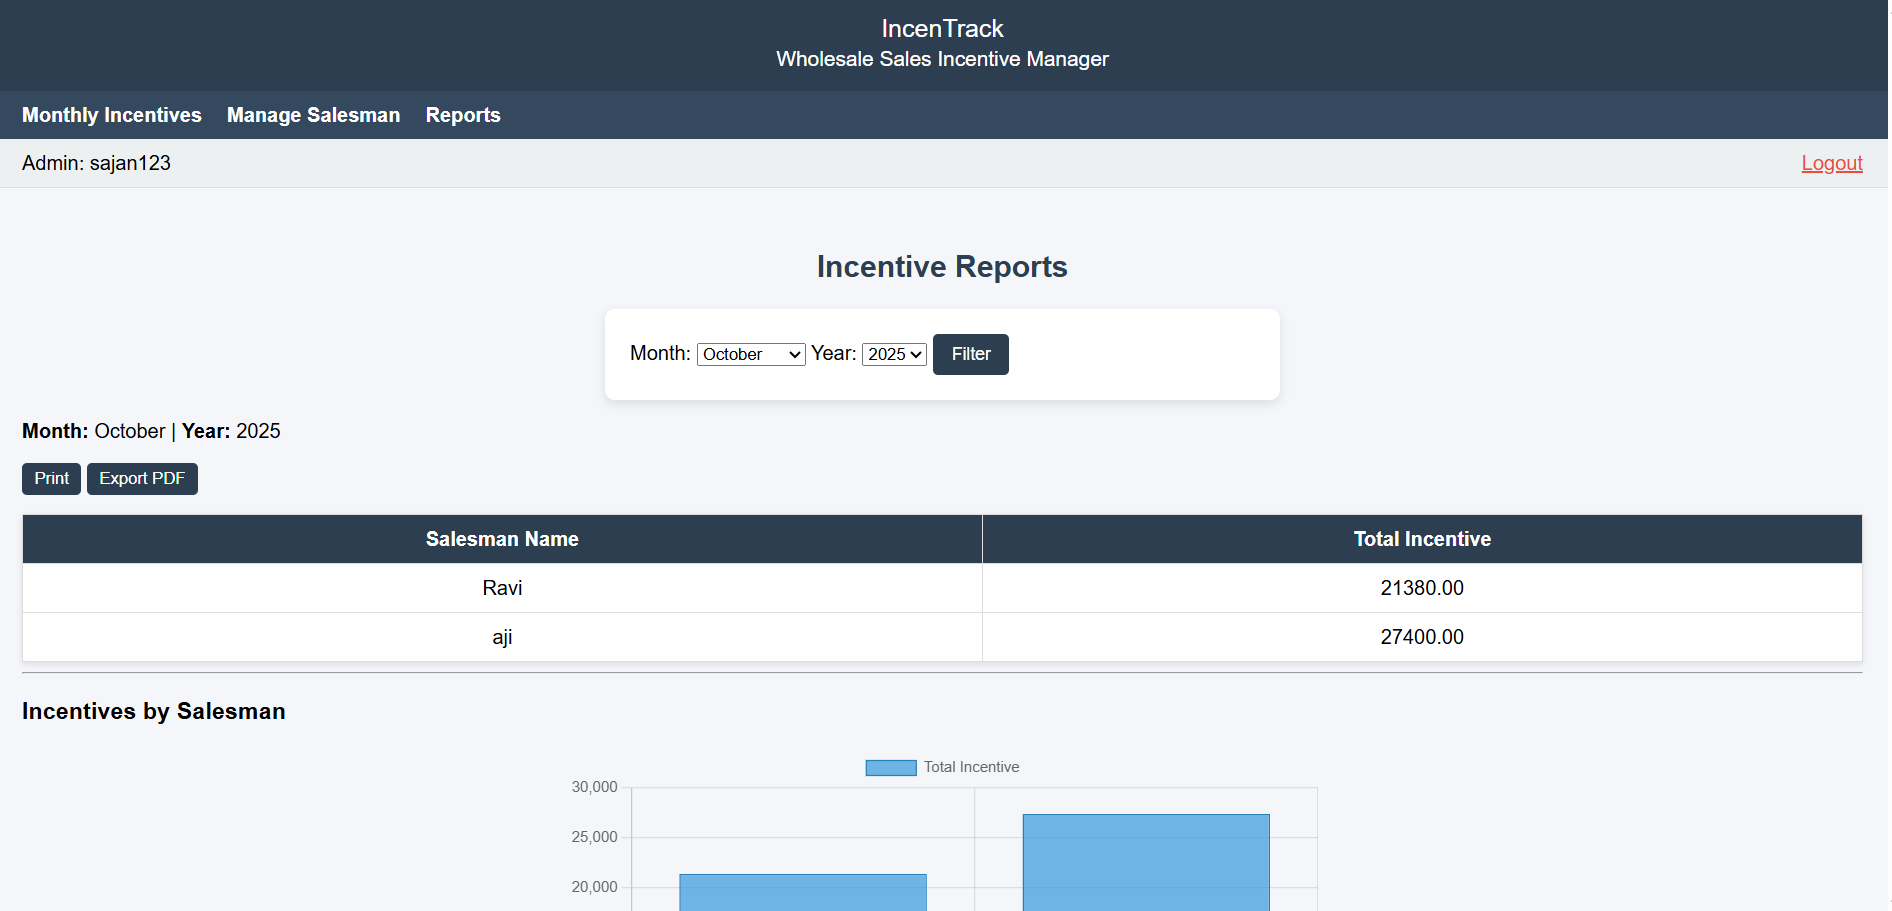 IncenTrack
Wholesale Sales Incentive Manager
Monthly Incentives Manage Salesman Reports
Admin: sajan123 Logout
Incentive Reports
Month: October Year: 2025 Filter
Month: October | Year: 2025
Print Export PDF
Salesman Name Total Incentive
Ravi 21380.00
aji 27400.00
Incentives by Salesman
Total Incentive
30,000
25,000
20,000